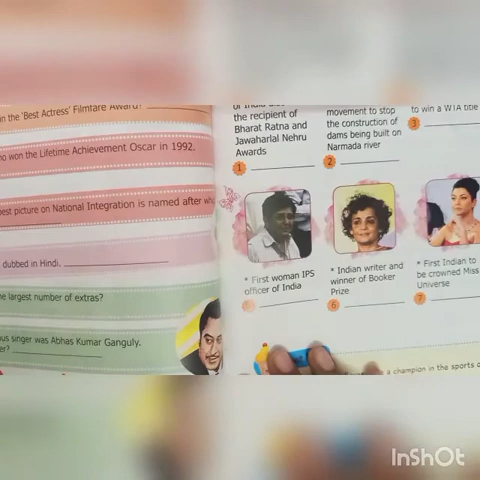 in the 'Best Actress' Filmfare Award?
ho won the Lifetime Achievement Oscar in 1992.
est picture on National Integration is named after wh
dubbed in Hindi.
he largest number of extras?
ous singer was Abhas Kumar Ganguly.
er?
the recipient of
Bharat Ratna and
Jawaharlal Nehru
Awards
1
movement to stop
the construction of
dams being built on
Narmada river
2
to win a WTA title
3
* First woman IPS
officer of India
* Indian writer and
winner of Booker
Prize
6
* First Indian to
be crowned Miss
Universe
7
a champion in the sports o
InShOt